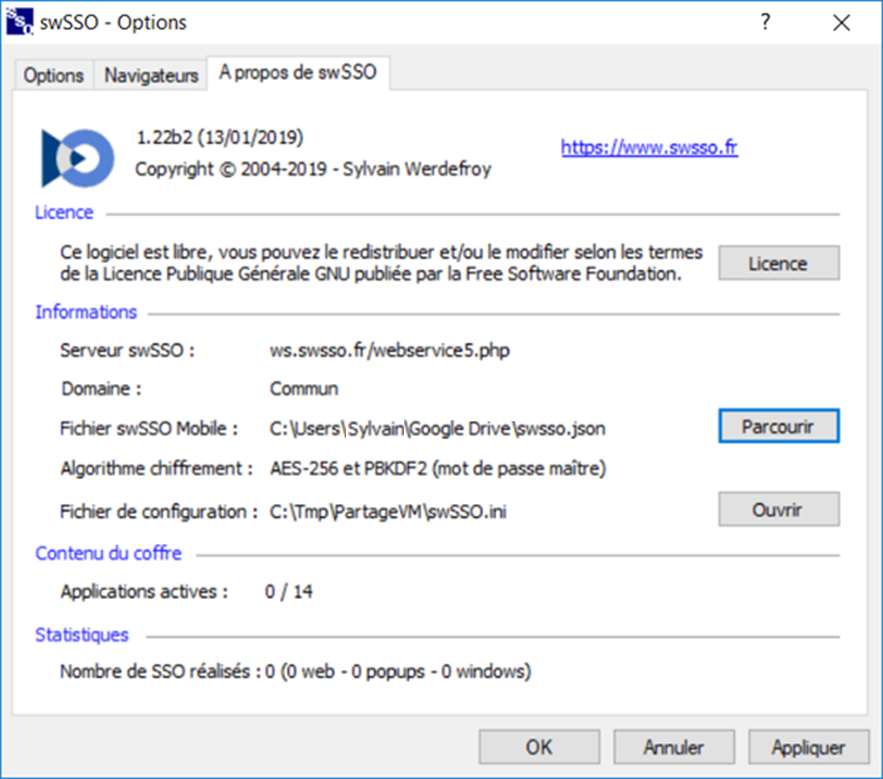 swSSO - Options
?
Options Navigateurs A propos de swSSO
1.22b2 (13/01/2019)
https://www.swsso.fr
Copyright © 2004-2019 - Sylvain Werdefroy
Licence
Ce logiciel est libre, vous pouvez le redistribuer et/ou le modifier selon les termes
de la Licence Publique Générale GNU publiée par la Free Software Foundation.
Licence
Informations
Serveur swSSO : ws.swsso.fr/webservice5.php
Domaine : Commun
Fichier swSSO Mobile : C:\Users\Sylvain\Google Drive\swsso.json Parcourir
Algorithme chiffrement : AES-256 et PBKDF2 (mot de passe maître)
Fichier de configuration : C:\Tmp\PartageVM\swSSO.ini Ouvrir
Contenu du coffre
Applications actives : 0 / 14
Statistiques
Nombre de SSO réalisés : 0 (0 web - 0 popups - 0 windows)
OK Annuler Appliquer